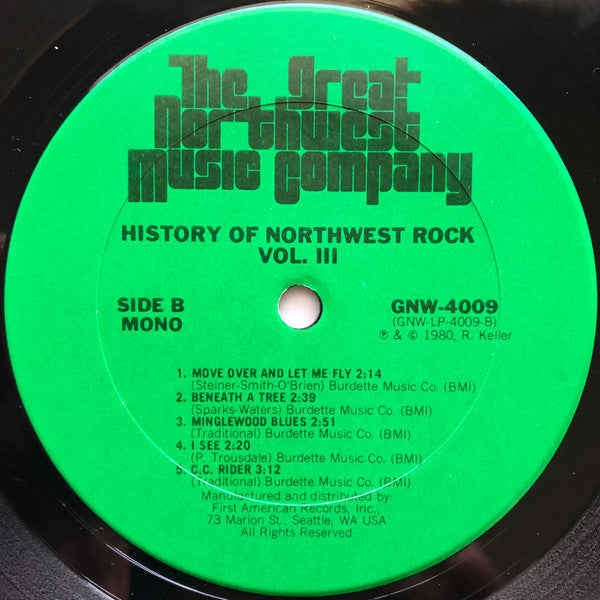 The Great
Northwest
Music Company
HISTORY OF NORTHWEST ROCK
VOL. III
SIDE B
MONO
GNW-4009
(GNW-LP-4009-B)
℗ & © 1980, R. Keller
1. MOVE OVER AND LET ME FLY 2:14
(Steiner-Smith-O'Brien) Burdette Music Co. (BMI)
2. BENEATH A TREE 2:39
(Sparks-Waters) Burdette Music Co. (BMI)
3. MINGLEWOOD BLUES 2:51
(Traditional) Burdette Music Co. (BMI)
4. I SEE 2:20
(P. Trousdale) Burdette Music Co. (BMI)
5. C.C. RIDER 3:12
(Traditional) Burdette Music Co. (BMI)
Manufactured and distributed by:
First American Records, Inc.,
73 Marion St., Seattle, WA USA
All Rights Reserved